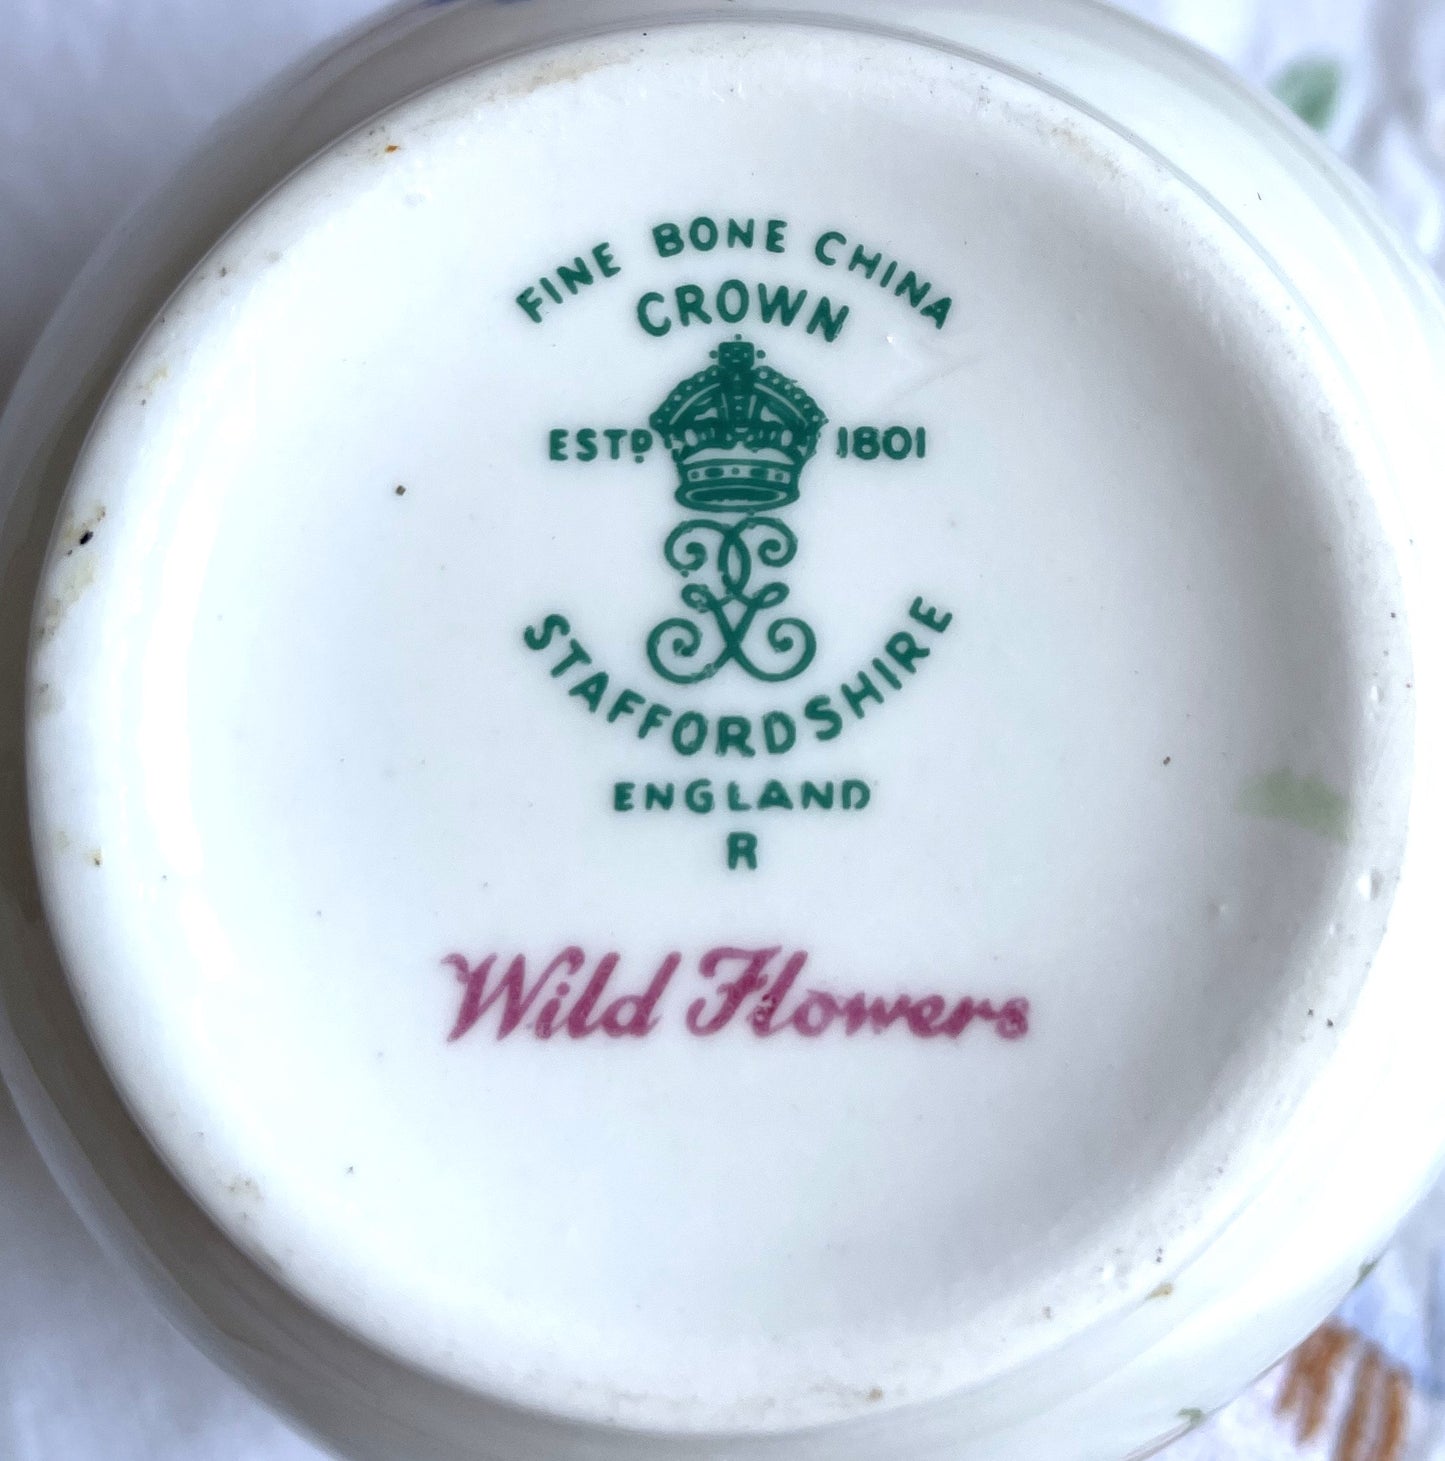 FINE BONE CHINA
CROWN
ESTD 1801
STAFFORDSHIRE
ENGLAND
R
Wild Flowers